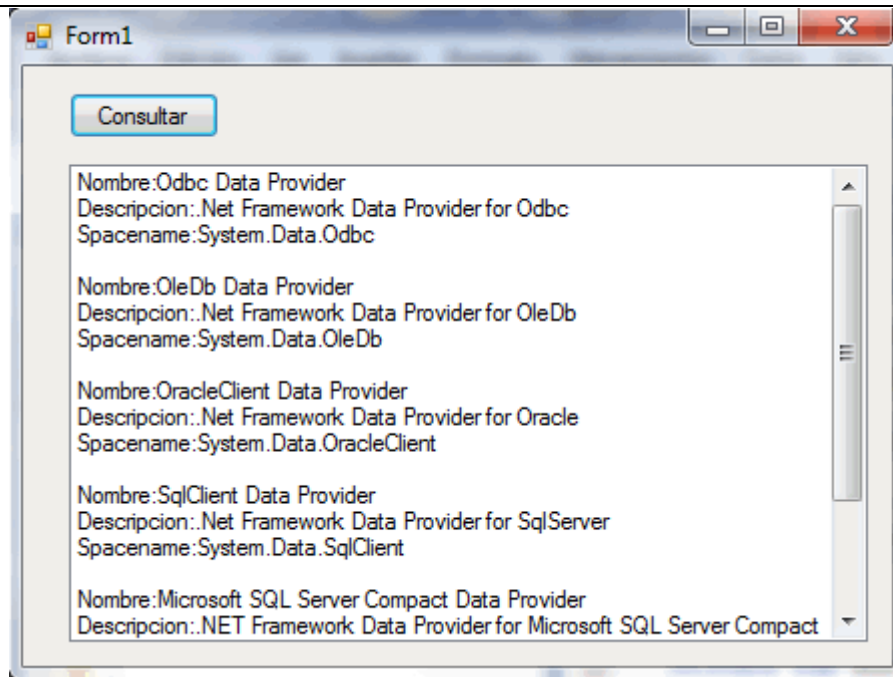 Form1
Consultar
Nombre:Odbc Data Provider
Descripcion:.Net Framework Data Provider for Odbc
Spacename:System.Data.Odbc
Nombre:OleDb Data Provider
Descripcion:.Net Framework Data Provider for OleDb
Spacename:System.Data.OleDb
Nombre:OracleClient Data Provider
Descripcion:.Net Framework Data Provider for Oracle
Spacename:System.Data.OracleClient
Nombre:SqlClient Data Provider
Descripcion:.Net Framework Data Provider for SqlServer
Spacename:System.Data.SqlClient
Nombre:Microsoft SQL Server Compact Data Provider
Descripcion:.NET Framework Data Provider for Microsoft SQL Server Compact